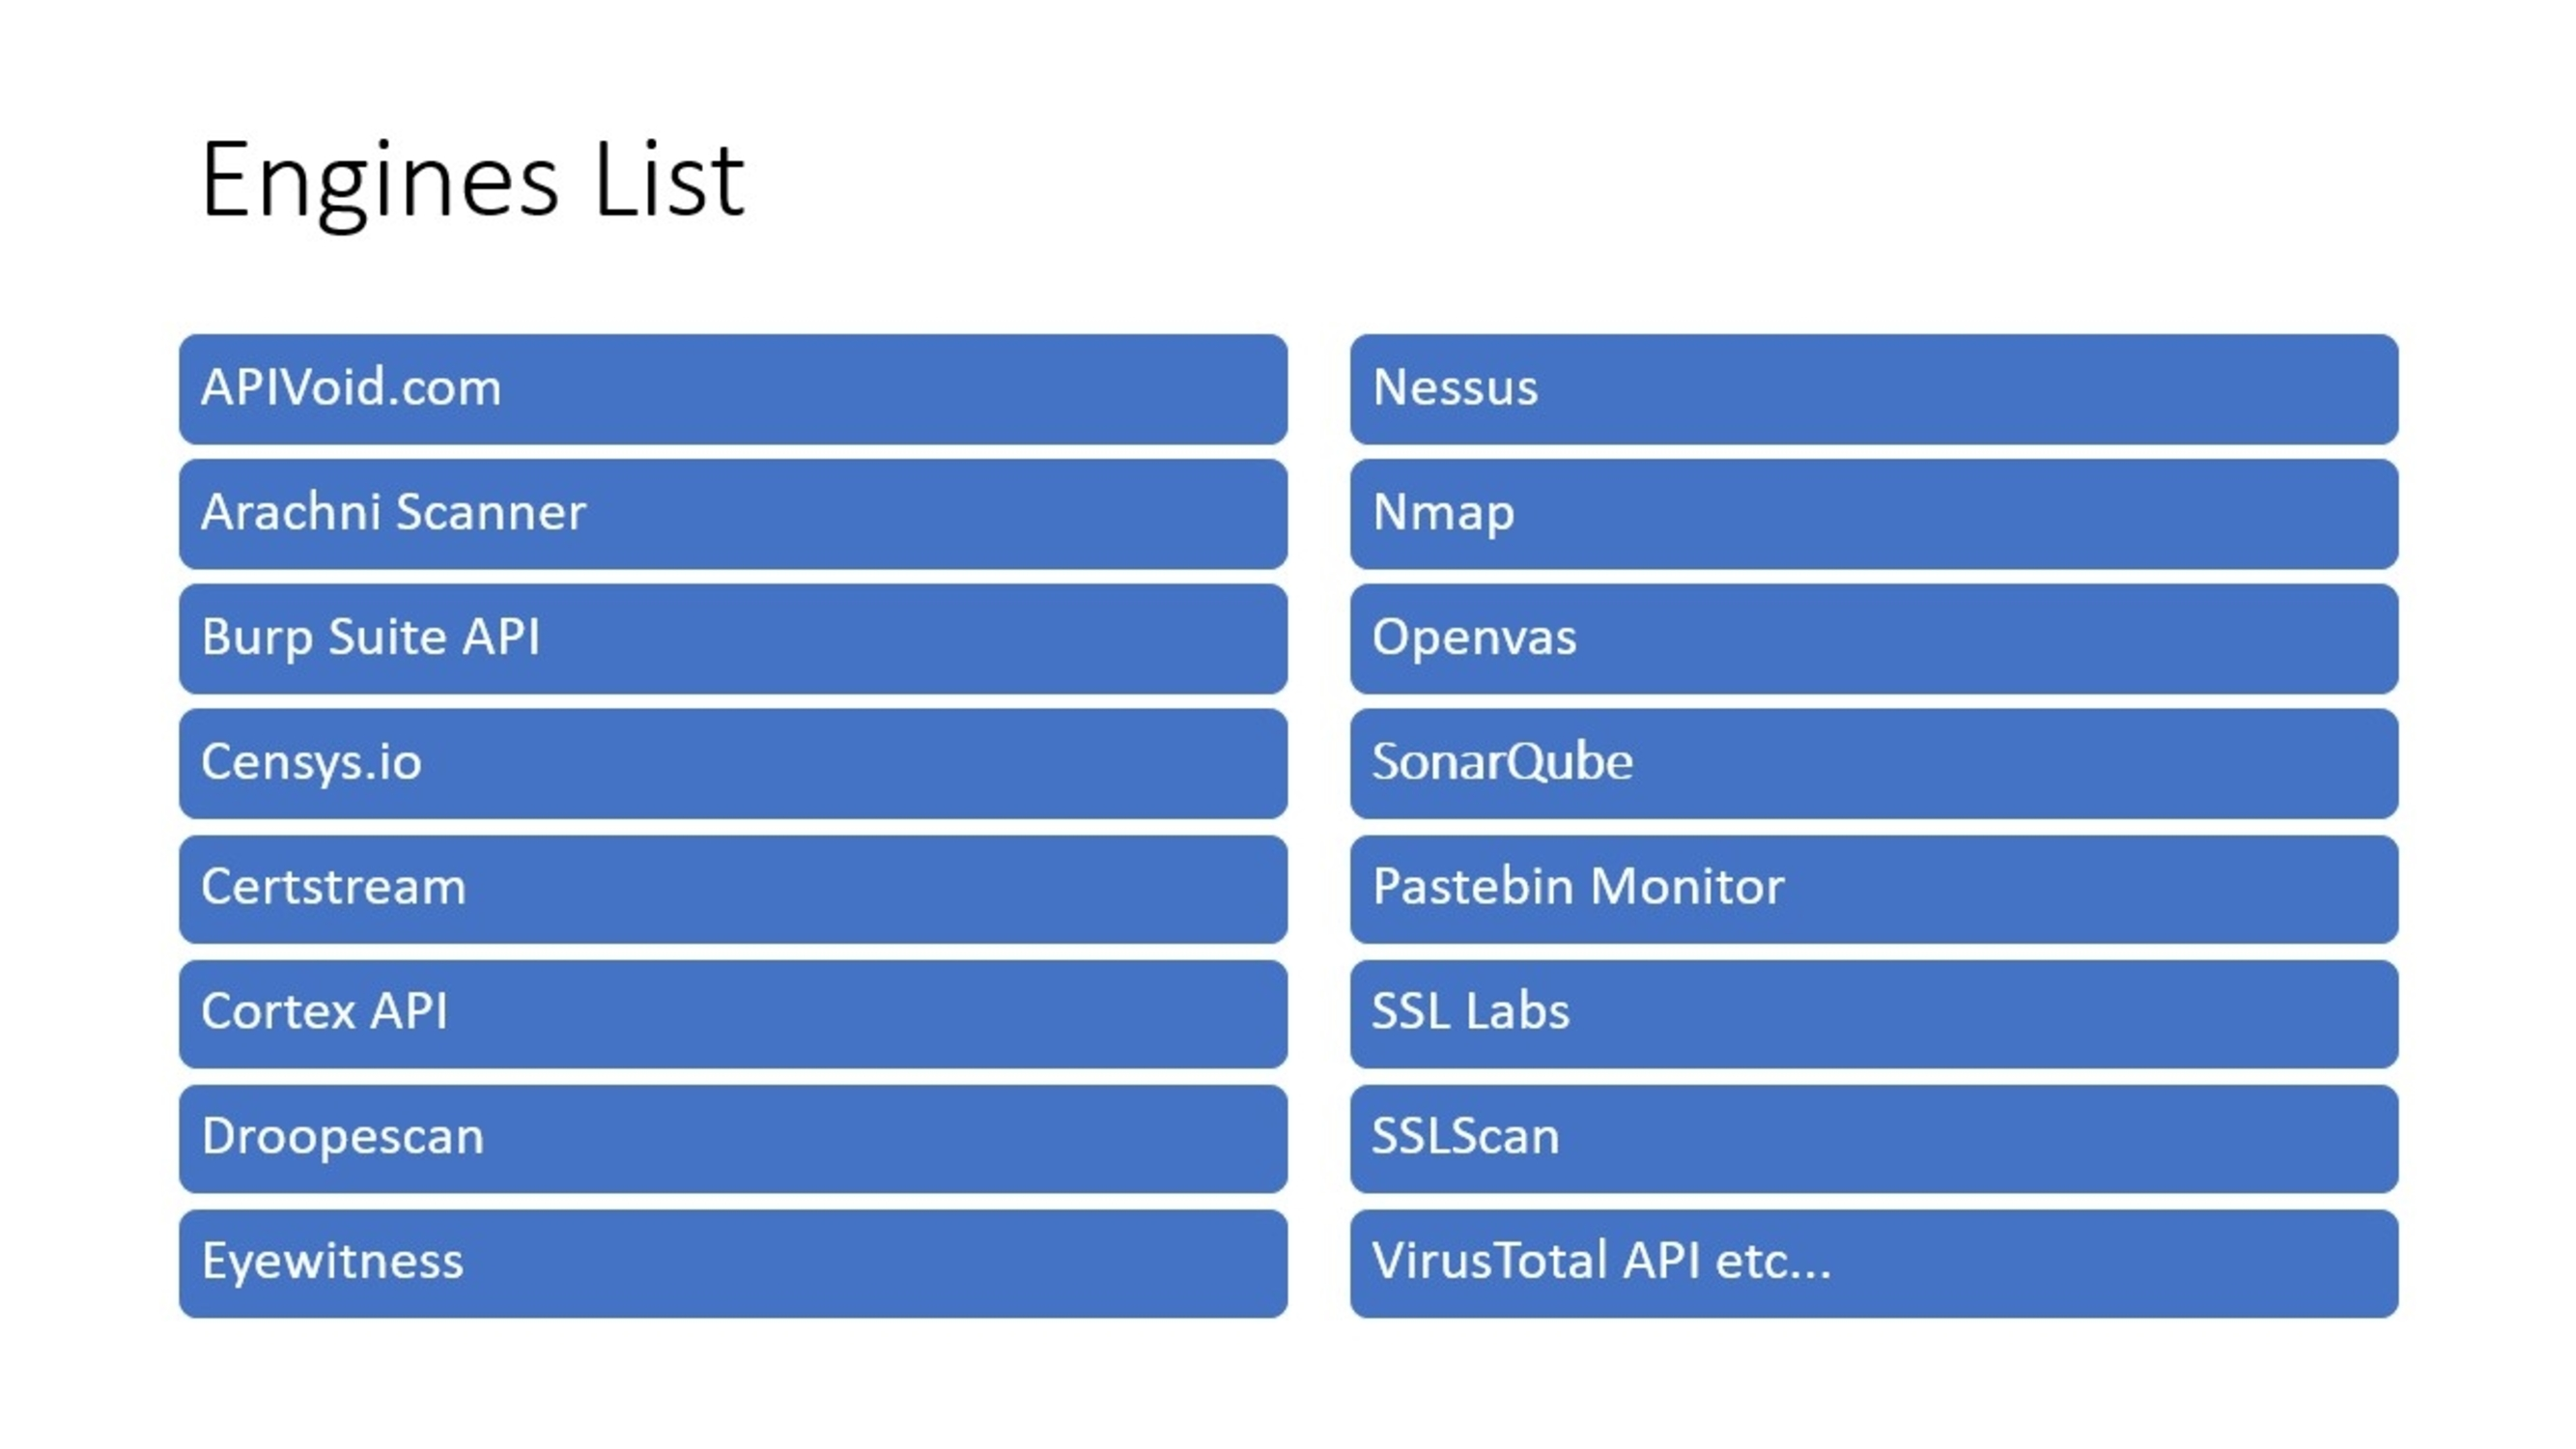 Engines List
APIVoid.com
Arachni Scanner
Burp Suite API
Censys.io
Certstream
Cortex API
Droopescan
Eyewitness
Nessus
Nmap
Openvas
SonarQube
Pastebin Monitor
SSL Labs
SSLScan
VirusTotal API etc...